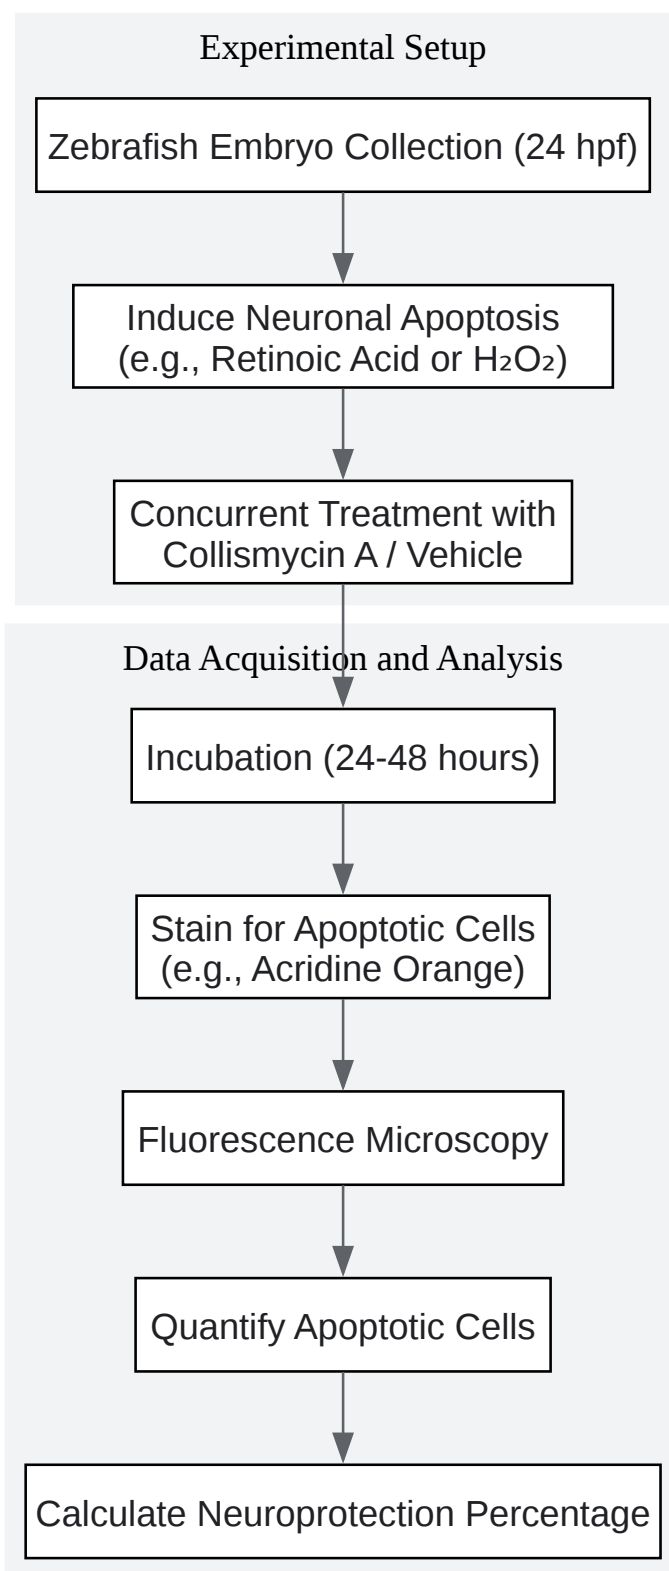 Experimental Setup
Zebrafish Embryo Collection (24 hpf)
Induce Neuronal Apoptosis
(e.g., Retinoic Acid or H₂O₂)
Concurrent Treatment with
Collismycin A / Vehicle
Data Acquisition and Analysis
Incubation (24-48 hours)
Stain for Apoptotic Cells
(e.g., Acridine Orange)
Fluorescence Microscopy
Quantify Apoptotic Cells
Calculate Neuroprotection Percentage